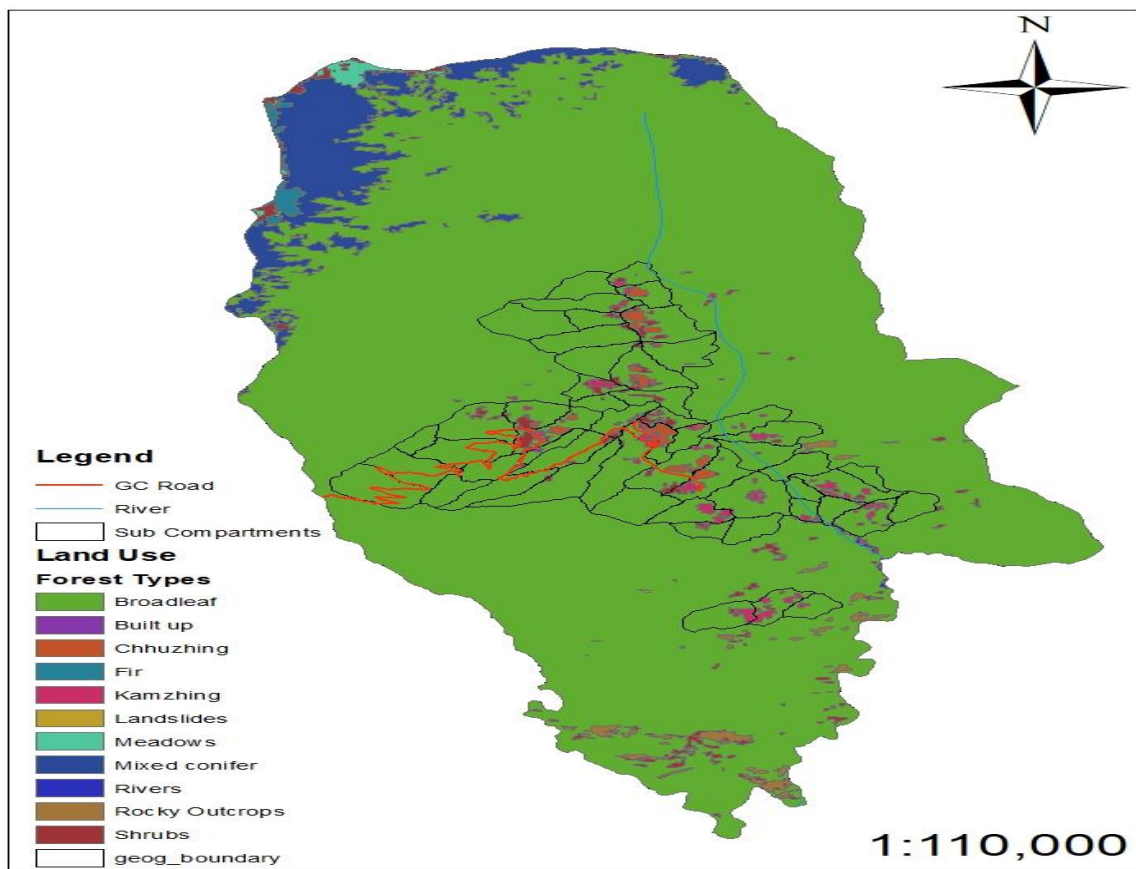 N
Legend
GC Road
River
Sub Compartments
Land Use
Forest Types
Broadleaf
Built up
Chhuzhing
Fir
Kamzhing
Landslides
Meadows
Mixed conifer
Rivers
Rocky Outcrops
Shrubs
geog_boundary
1:110,000